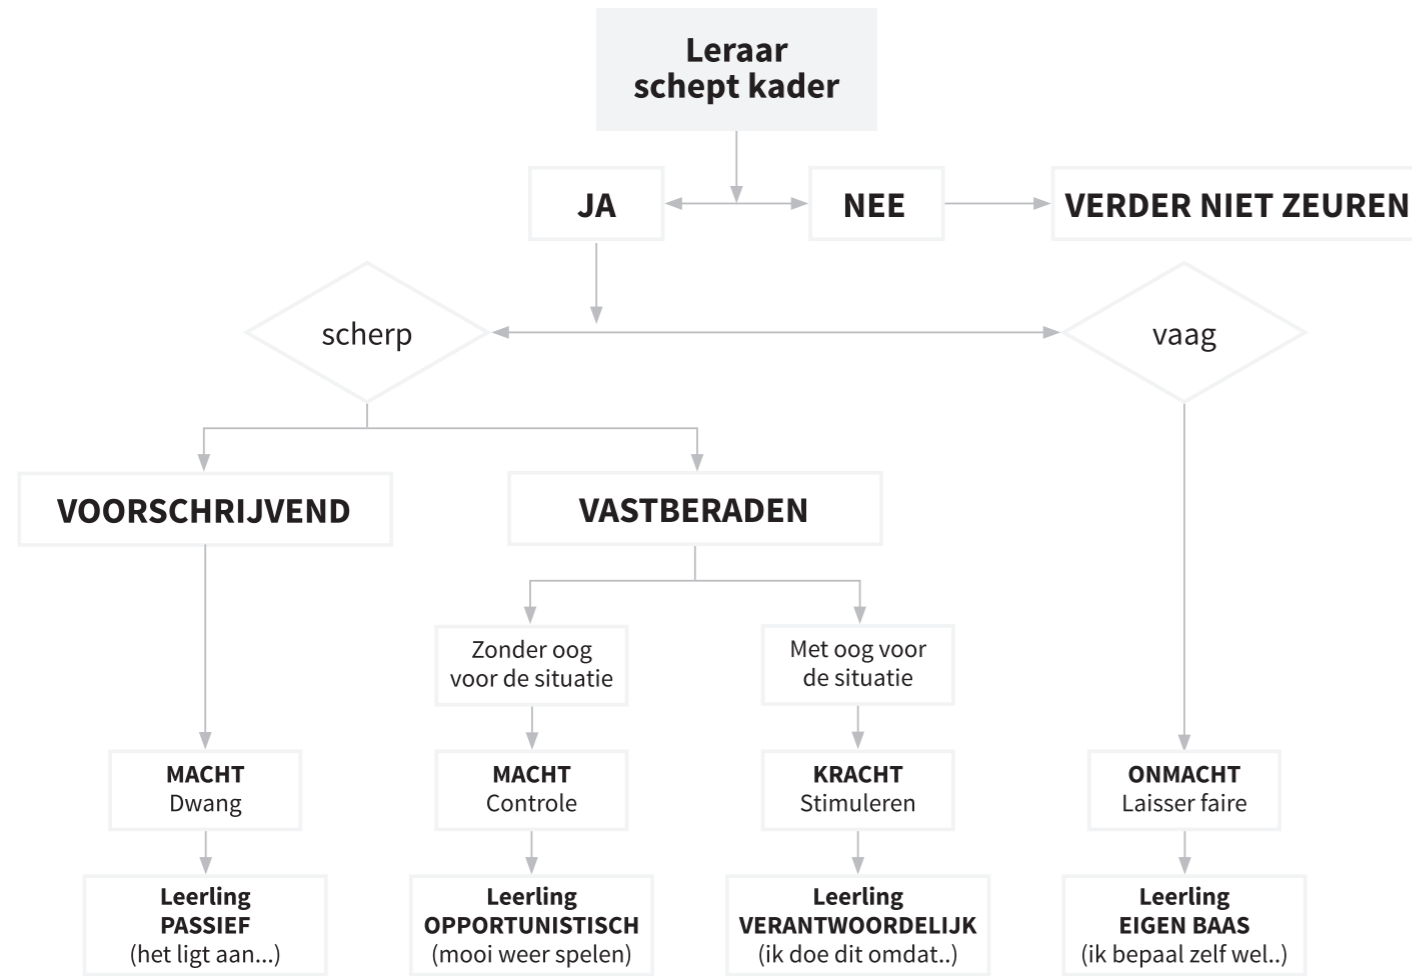 Leraar
schept kader
JA
NEE
VERDER NIET ZEUREN
scherp
vaag
VOORSCHRIJVEND
VASTBERADEN
Zonder oog
voor de situatie
Met oog voor
de situatie
MACHT
Dwang
MACHT
Controle
KRACHT
Stimuleren
ONMACHT
Laisser faire
Leerling
PASSIEF
(het ligt aan...)
Leerling
OPPORTUNISTISCH
(mooi weer spelen)
Leerling
VERANTWOORDELIJK
(ik doe dit omdat..)
Leerling
EIGEN BAAS
(ik bepaal zelf wel..)